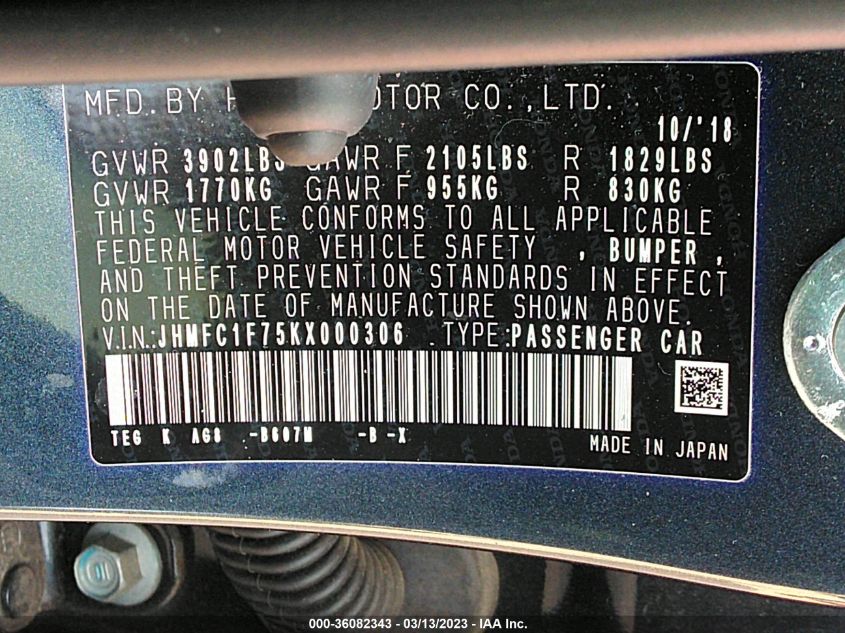 MFD. BY MOTOR CO., LTD.
10/'18
GVWR 3902LBS GAWR F 2105LBS R 1829LBS
GVWR 1770KG GAWR F 955KG R 830KG
THIS VEHICLE CONFORMS TO ALL APPLICABLE
FEDERAL MOTOR VEHICLE SAFETY , BUMPER ,
AND THEFT PREVENTION STANDARDS IN EFFECT
ON THE DATE OF MANUFACTURE SHOWN ABOVE.
V.I.N.:JHMFC1F75KX000306 TYPE:PASSENGER CAR
TEG K AG8 -B607M -B -X
MADE IN JAPAN
000-36082343 — 03/13/2023 — IAA Inc.